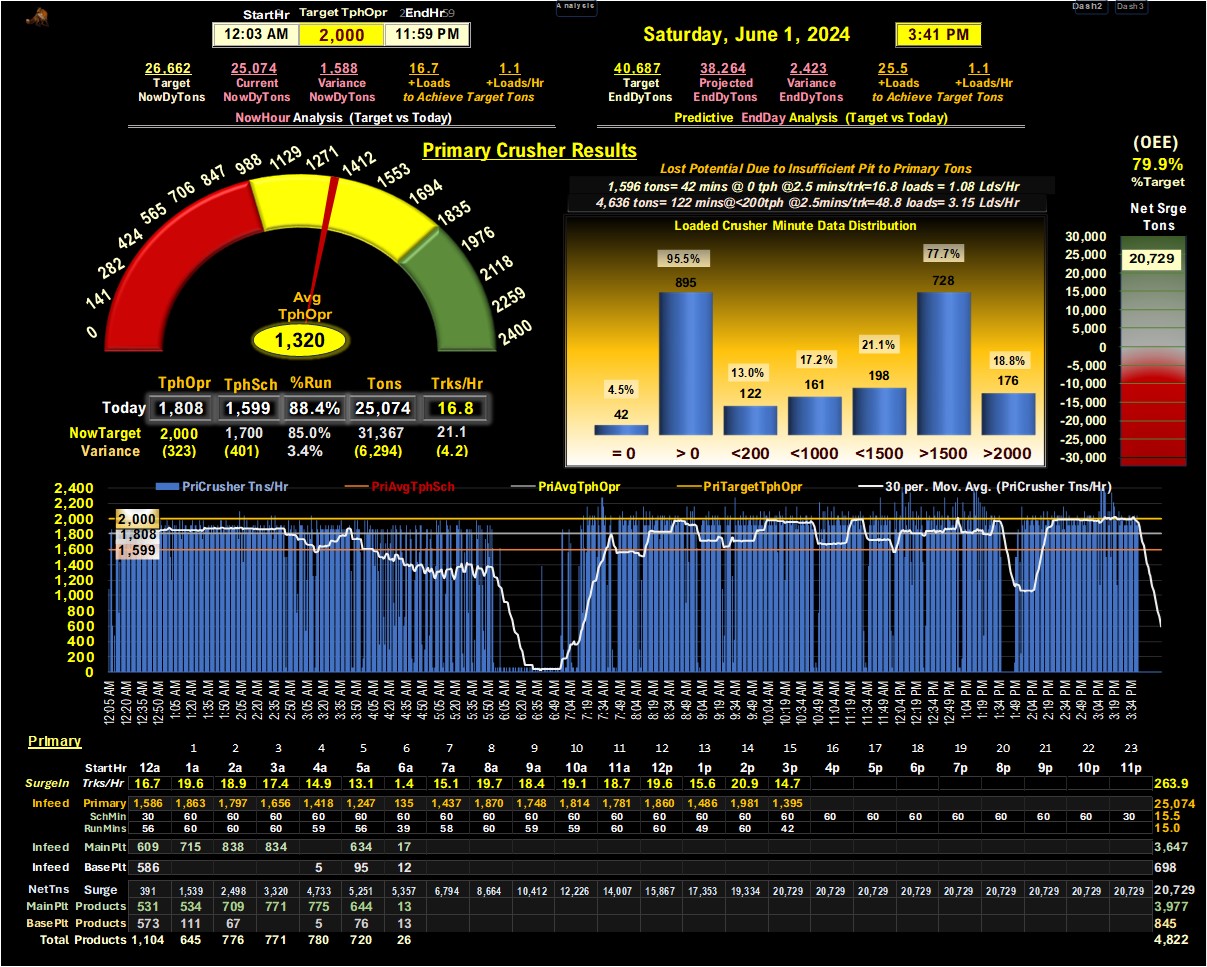 Analysis
Dash2 Dash3
StartHr Target TphOpr EndHr
12:03 AM 2,000 11:59 PM
Saturday, June 1, 2024 3:41 PM
26,662 25,074 1,588 16.7 1.1
Target Current Variance +Loads +Loads/Hr
NowDyTons NowDyTons NowDyTons to Achieve Target Tons
NowHour Analysis (Target vs Today)
40,687 38,264 2,423 25.5 1.1
Target Projected Variance +Loads +Loads/Hr
EndDyTons EndDyTons EndDyTons to Achieve Target Tons
Predictive EndDay Analysis (Target vs Today)
Primary Crusher Results
0 141 282 424 565 706 847 988 1129 1271 1412 1553 1694 1835 1976 2118 2259 2400
Avg
TphOpr
1,320
TphOpr TphSch %Run Tons Trks/Hr
Today 1,808 1,599 88.4% 25,074 16.8
NowTarget 2,000 1,700 85.0% 31,367 21.1
Variance (323) (401) 3.4% (6,294) (4.2)
Lost Potential Due to Insufficient Pit to Primary Tons
1,596 tons= 42 mins @ 0 tph @2.5 mins/trk=16.8 loads = 1.08 Lds/Hr
4,636 tons= 122 mins@<200tph @2.5mins/trk=48.8 loads= 3.15 Lds/Hr
Loaded Crusher Minute Data Distribution
4.5% 95.5% 13.0% 17.2% 21.1% 77.7% 18.8%
42 895 122 161 198 728 176
= 0 > 0 <200 <1000 <1500 >1500 >2000
(OEE)
79.9%
%Target
Net Srge
Tons
30,000
25,000
20,729
20,000
15,000
10,000
5,000
0
-5,000
-10,000
-15,000
-20,000
-25,000
-30,000
PriCrusher Tns/Hr PriAvgTphSch PriAvgTphOpr PriTargetTphOpr 30 per. Mov. Avg. (PriCrusher Tns/Hr)
2,400
2,200
2,000
1,800
1,600
1,400
1,200
1,000
800
600
400
200
0
2,000
1,808
1,599
12:05 AM 12:20 AM 12:35 AM 12:50 AM 1:05 AM 1:20 AM 1:35 AM 1:50 AM 2:05 AM 2:20 AM 2:35 AM 2:50 AM 3:05 AM 3:20 AM 3:35 AM 3:50 AM 4:05 AM 4:20 AM 4:35 AM 4:50 AM 5:05 AM 5:20 AM 5:35 AM 5:50 AM 6:05 AM 6:20 AM 6:35 AM 6:49 AM 7:04 AM 7:19 AM 7:34 AM 7:49 AM 8:04 AM 8:19 AM 8:34 AM 8:49 AM 9:04 AM 9:19 AM 9:34 AM 9:49 AM 10:04 AM 10:19 AM 10:34 AM 10:49 AM 11:04 AM 11:19 AM 11:34 AM 11:49 AM 12:04 PM 12:19 PM 12:34 PM 12:49 PM 1:04 PM 1:19 PM 1:34 PM 1:49 PM 2:04 PM 2:19 PM 2:34 PM 2:49 PM 3:04 PM 3:19 PM 3:34 PM
Primary
1 2 3 4 5 6 7 8 9 10 11 12 13 14 15 16 17 18 19 20 21 22 23
StartHr 12a 1a 2a 3a 4a 5a 6a 7a 8a 9a 10a 11a 12p 1p 2p 3p 4p 5p 6p 7p 8p 9p 10p 11p
SurgeIn Trks/Hr 16.7 19.6 18.9 17.4 14.9 13.1 1.4 15.1 19.7 18.4 19.1 18.7 19.6 15.6 20.9 14.7 263.9
Infeed Primary 1,586 1,863 1,797 1,656 1,418 1,247 135 1,437 1,870 1,748 1,814 1,781 1,860 1,486 1,981 1,395 25,074
SchMin 30 60 60 60 60 60 60 60 60 60 60 60 60 60 60 60 60 60 60 60 60 60 60 30 15.5
RunMins 56 60 60 60 59 56 39 58 60 59 59 60 60 49 60 42 15.0
Infeed MainPlt 609 715 838 834 634 17 3,647
Infeed BasePlt 586 5 95 12 698
NetTns Surge 391 1,539 2,498 3,320 4,733 5,251 5,357 6,794 8,664 10,412 12,226 14,007 15,867 17,353 19,334 20,729 20,729 20,729 20,729 20,729 20,729 20,729 20,729 20,729 20,729
MainPlt Products 531 534 709 771 775 644 13 3,977
BasePlt Products 573 111 67 5 76 13 845
Total Products 1,104 645 776 771 780 720 26 4,822